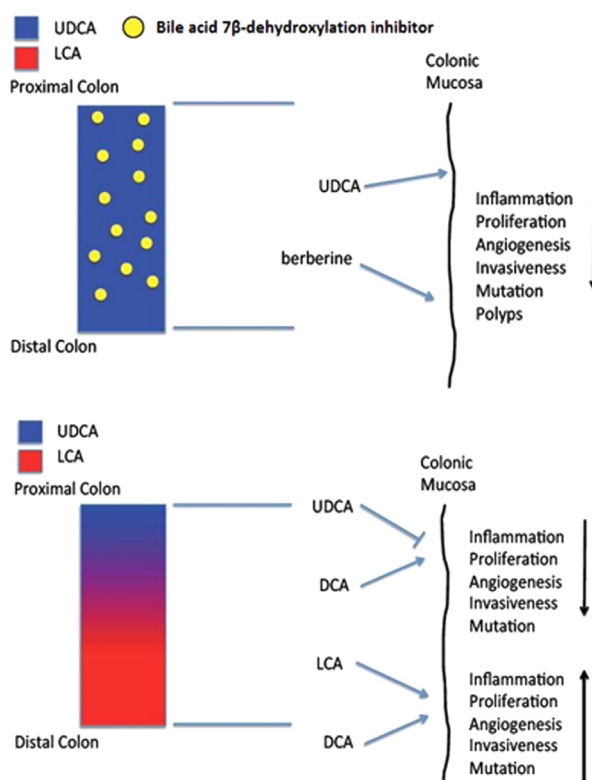 UDCA
Bile acid 7β-dehydroxylation inhibitor
LCA
Proximal Colon
Colonic
Mucosa
UDCA
berberine
Inflammation
Proliferation
Angiogenesis
Invasiveness
Mutation
Polyps
Distal Colon
UDCA
LCA
Proximal Colon
Colonic
Mucosa
UDCA
DCA
Inflammation
Proliferation
Angiogenesis
Invasiveness
Mutation
LCA
DCA
Inflammation
Proliferation
Angiogenesis
Invasiveness
Mutation
Distal Colon